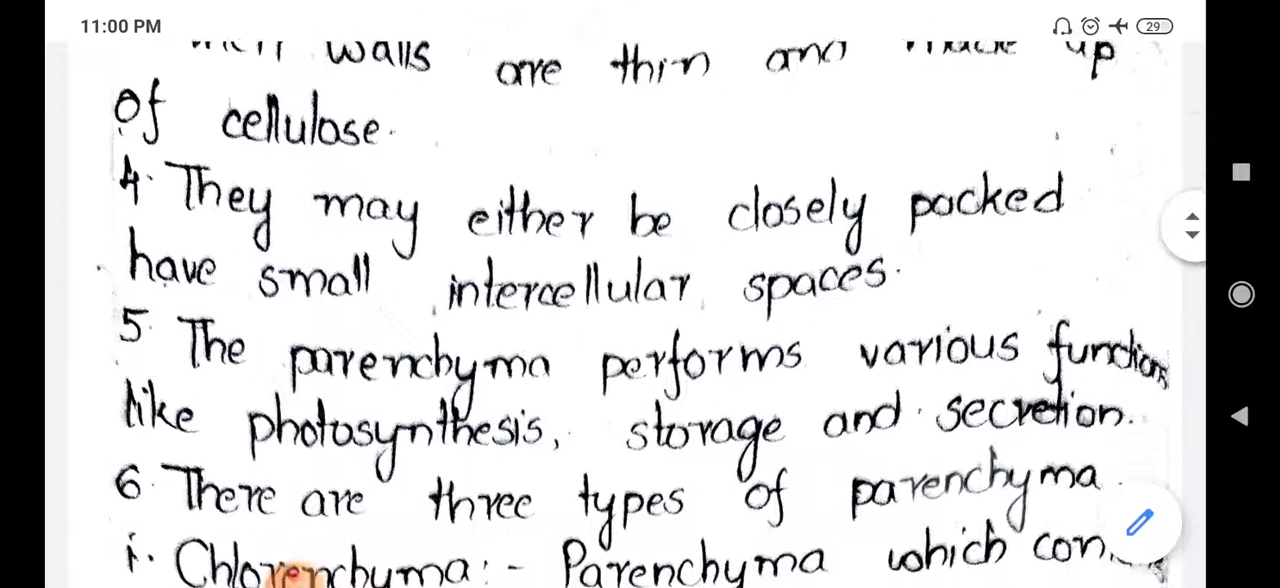 11:00 PM 29
walls are thin and up
of cellulose.
4. They may either be closely packed
have small intercellular spaces.
5. The parenchyma performs various functions
like photosynthesis, storage and secretion.
6. There are three types of parenchyma.
i. Chlorenchyma:- Parenchyma which con